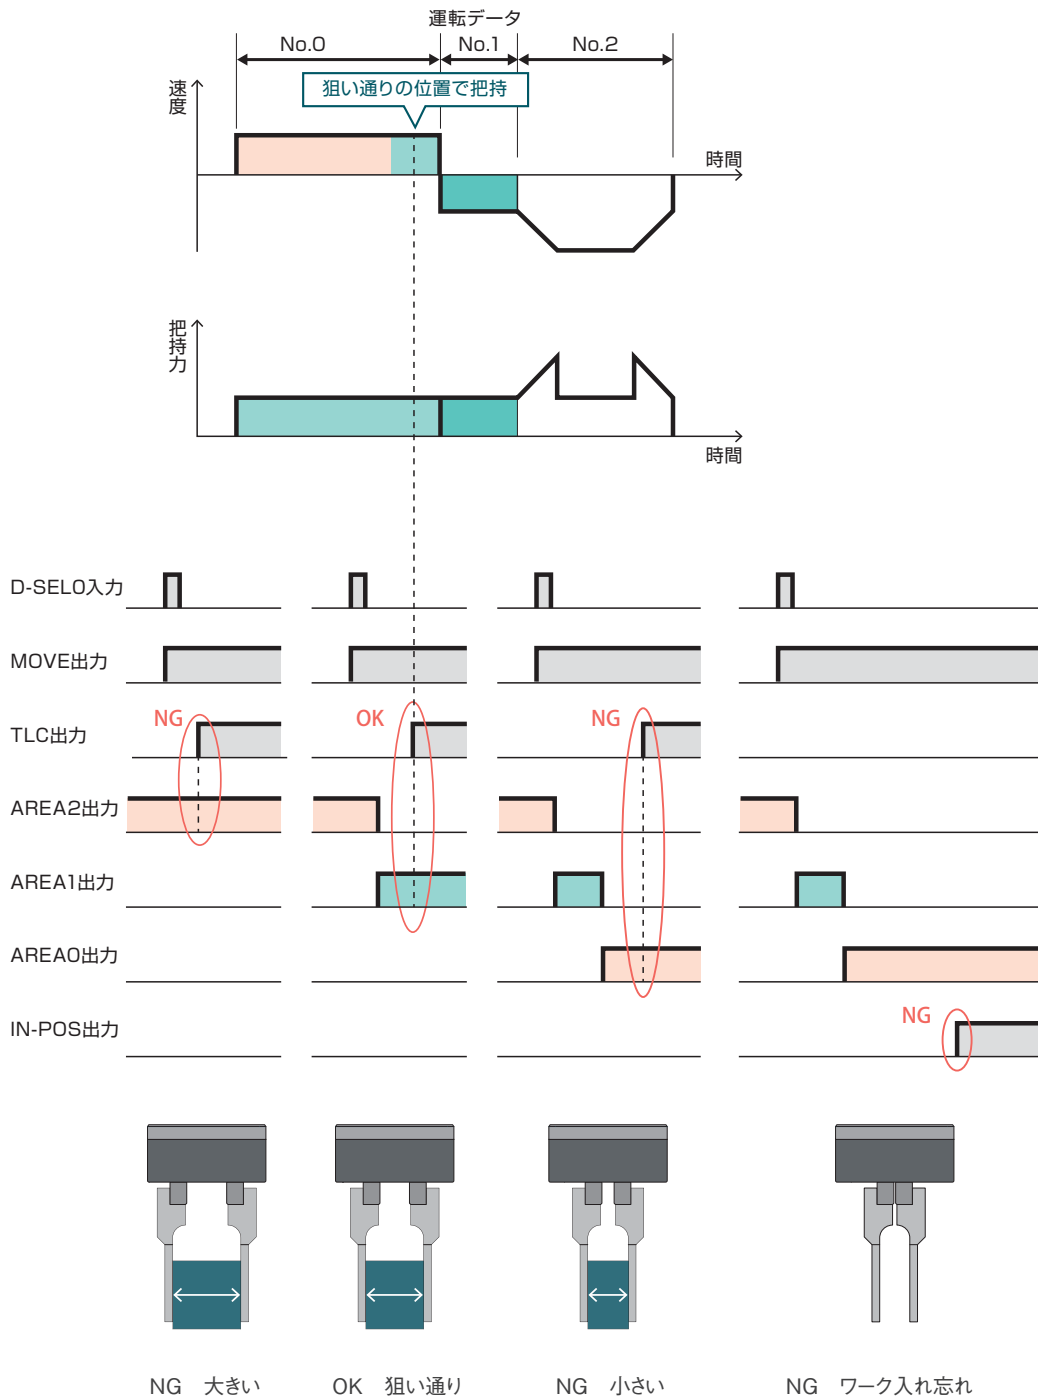 運転データ
No.0
No.1
No.2
狙い通りの位置で把持
速度
時間
把持力
時間
D-SEL0入力
MOVE出力
TLC出力
NG
OK
NG
AREA2出力
AREA1出力
AREA0出力
IN-POS出力
NG
NG 大きい
OK 狙い通り
NG 小さい
NG ワーク入れ忘れ